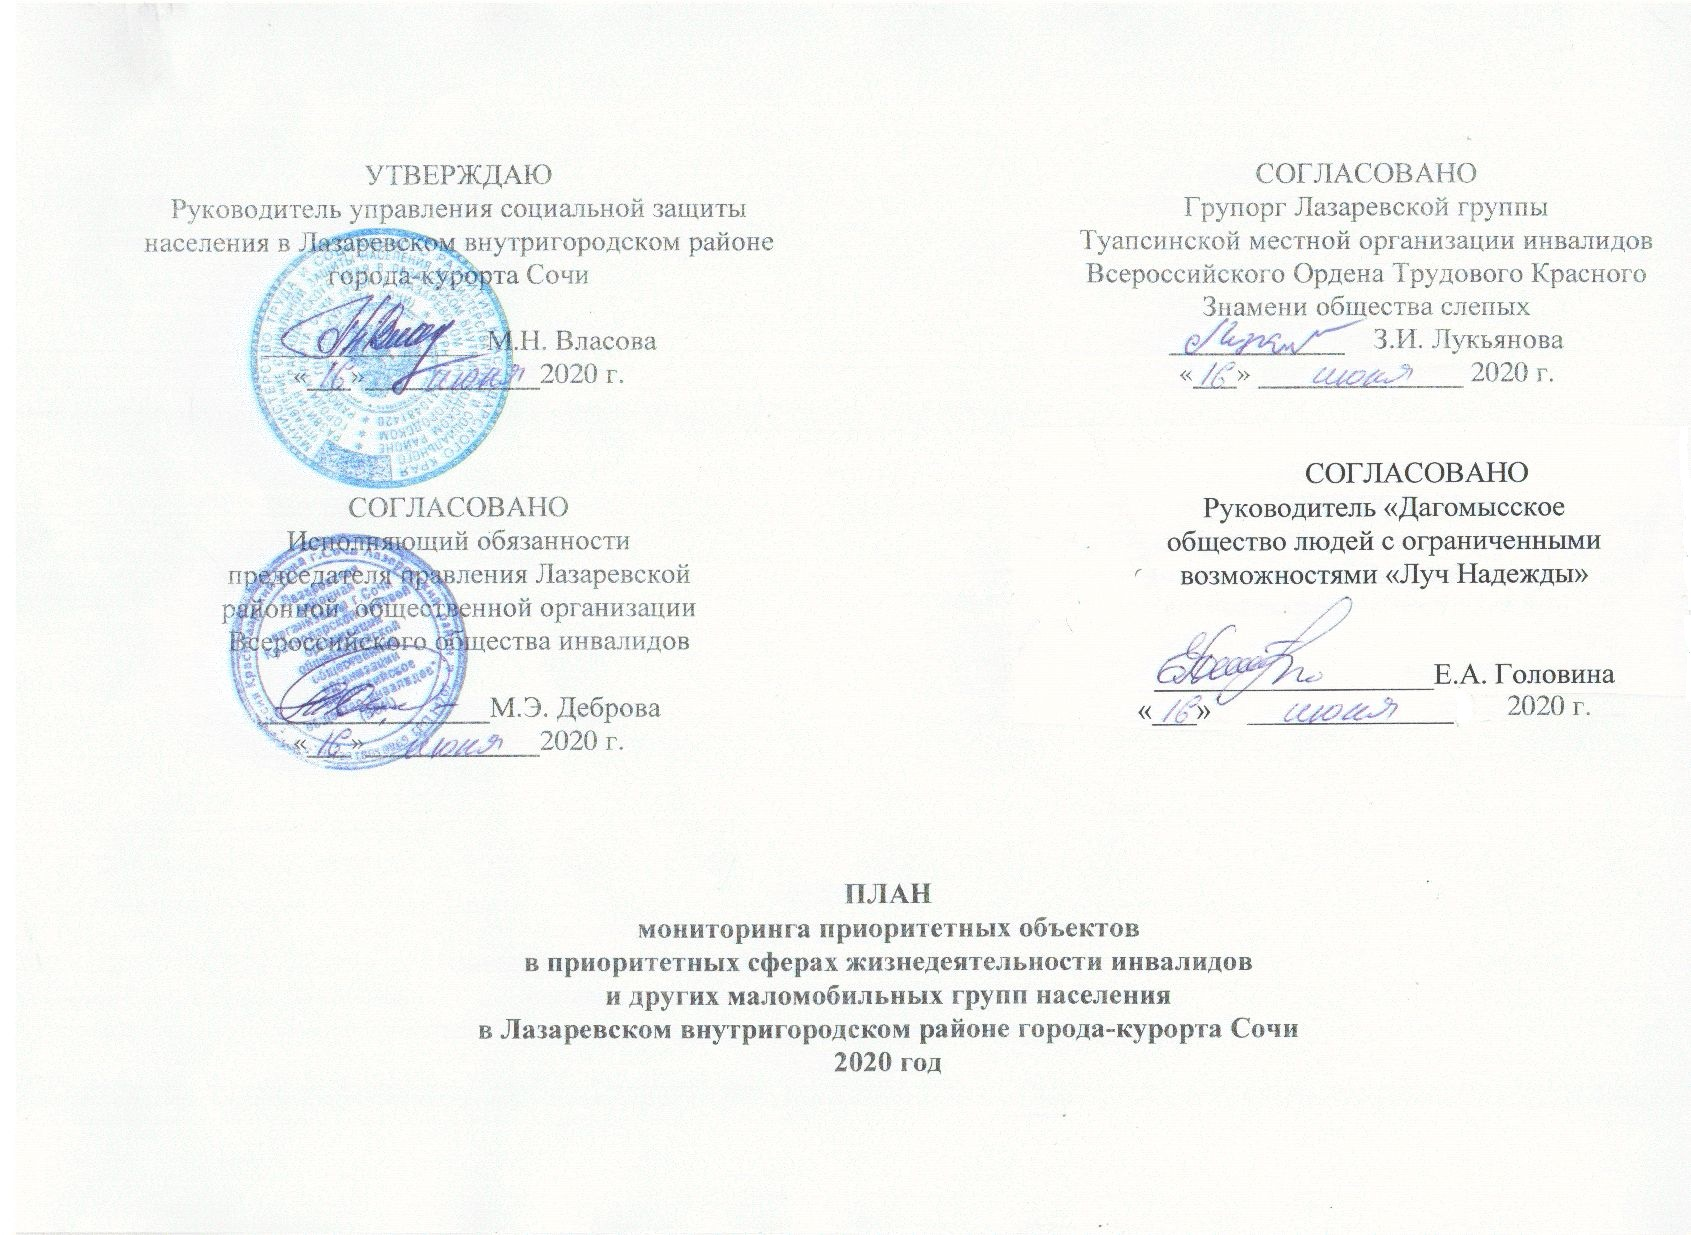 УТВЕРЖДАЮ
Руководитель управления социальной защиты
населения в Лазаревском внутригородском районе
города-курорта Сочи
М.Н. Власова
«16» июня 2020 г.
СОГЛАСОВАНО
Групорг Лазаревской группы
Туапсинской местной организации инвалидов
Всероссийского Ордена Трудового Красного
Знамени общества слепых
З.И. Лукьянова
«16» июня 2020 г.
СОГЛАСОВАНО
Исполняющий обязанности
председателя правления Лазаревской
районной общественной организации
Всероссийского общества инвалидов
М.Э. Деброва
«16» июня 2020 г.
СОГЛАСОВАНО
Руководитель «Дагомысское
общество людей с ограниченными
возможностями «Луч Надежды»
Е.А. Головина
«16» июня 2020 г.
ПЛАН
мониторинга приоритетных объектов
в приоритетных сферах жизнедеятельности инвалидов
и других маломобильных групп населения
в Лазаревском внутригородском районе города-курорта Сочи
2020 год